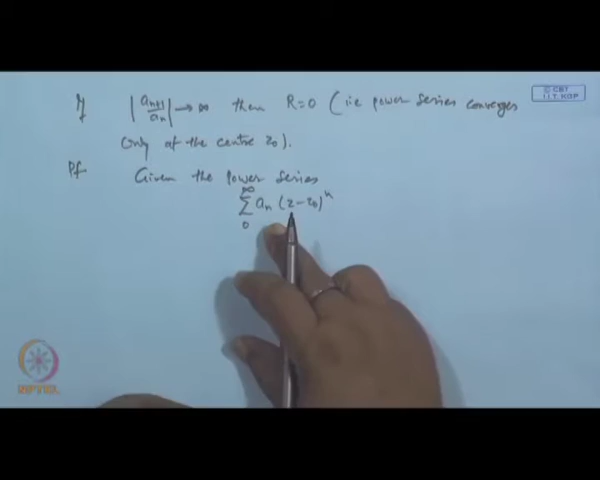 If |a_{n+1}/a_n| → ∞ then R=0 (i.e power series converges
only at the centre z₀).
Pf Given the power series
∞
Σ a_n (z-z₀)^n
0
© CET
I.I.T. KGP
NPTEL